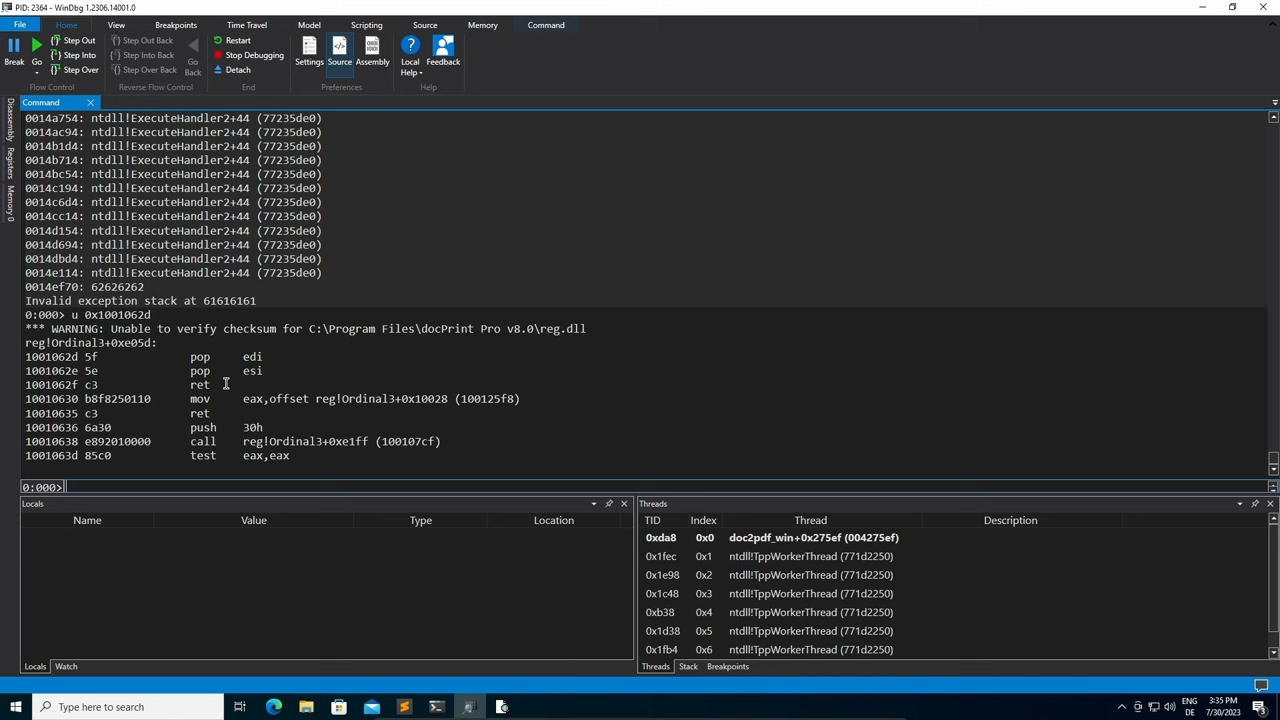 PID: 2364 - WinDbg 1.2306.14001.0
File Home View Breakpoints Time Travel Model Scripting Source Memory Command
Break
Go
Step Out
Step Into
Step Over
Flow Control
Step Out Back
Step Into Back
Step Over Back
Go Back
Reverse Flow Control
Restart
Stop Debugging
Detach
End
Settings Source Assembly
Preferences
Local Help
Feedback
Help
Disassembly
Registers
Memory 0
Command
0014a754: ntdll!ExecuteHandler2+44 (77235de0)
0014ac94: ntdll!ExecuteHandler2+44 (77235de0)
0014b1d4: ntdll!ExecuteHandler2+44 (77235de0)
0014b714: ntdll!ExecuteHandler2+44 (77235de0)
0014bc54: ntdll!ExecuteHandler2+44 (77235de0)
0014c194: ntdll!ExecuteHandler2+44 (77235de0)
0014c6d4: ntdll!ExecuteHandler2+44 (77235de0)
0014cc14: ntdll!ExecuteHandler2+44 (77235de0)
0014d154: ntdll!ExecuteHandler2+44 (77235de0)
0014d694: ntdll!ExecuteHandler2+44 (77235de0)
0014dbd4: ntdll!ExecuteHandler2+44 (77235de0)
0014e114: ntdll!ExecuteHandler2+44 (77235de0)
0014ef70: 62626262
Invalid exception stack at 61616161
0:000> u 0x1001062d
*** WARNING: Unable to verify checksum for C:\Program Files\docPrint Pro v8.0\reg.dll
reg!Ordinal3+0xe05d:
1001062d 5f pop edi
1001062e 5e pop esi
1001062f c3 ret
10010630 b8f8250110 mov eax,offset reg!Ordinal3+0x10028 (100125f8)
10010635 c3 ret
10010636 6a30 push 30h
10010638 e892010000 call reg!Ordinal3+0xe1ff (100107cf)
1001063d 85c0 test eax,eax
0:000>
Locals
Name Value Type Location
Locals Watch
Threads
TID Index Thread Description
0xda8 0x0 doc2pdf_win+0x275ef (004275ef)
0x1fec 0x1 ntdll!TppWorkerThread (771d2250)
0x1e98 0x2 ntdll!TppWorkerThread (771d2250)
0x1c48 0x3 ntdll!TppWorkerThread (771d2250)
0xb38 0x4 ntdll!TppWorkerThread (771d2250)
0x1d38 0x5 ntdll!TppWorkerThread (771d2250)
0x1fb4 0x6 ntdll!TppWorkerThread (771d2250)
Threads Stack Breakpoints
Type here to search
ENG
DE
3:35 PM
7/30/2023
3